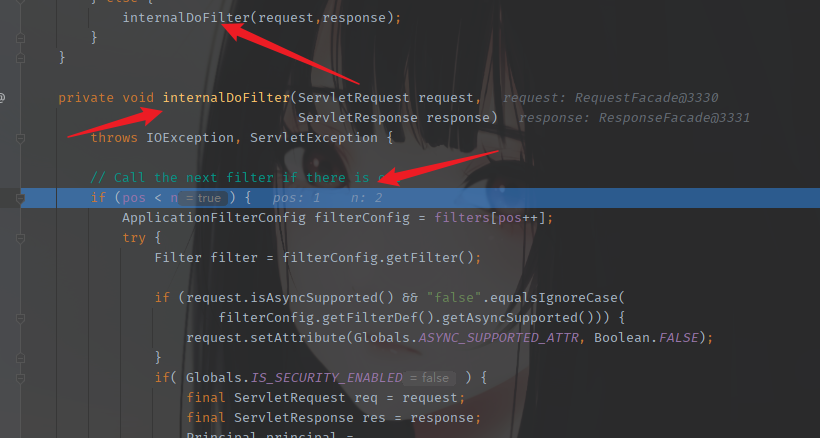 } else {
internalDoFilter(request,response);
}
}
@
private void internalDoFilter(ServletRequest request, request: RequestFacade@3330
ServletResponse response) response: ResponseFacade@3331
throws IOException, ServletException {
// Call the next filter if there is
if (pos < n = true ) { pos: 1 n: 2
ApplicationFilterConfig filterConfig = filters[pos++];
try {
Filter filter = filterConfig.getFilter();
if (request.isAsyncSupported() && "false".equalsIgnoreCase(
filterConfig.getFilterDef().getAsyncSupported())) {
request.setAttribute(Globals.ASYNC_SUPPORTED_ATTR, Boolean.FALSE);
}
if( Globals.IS_SECURITY_ENABLED = false ) {
final ServletRequest req = request;
final ServletResponse res = response;
Principal principal =